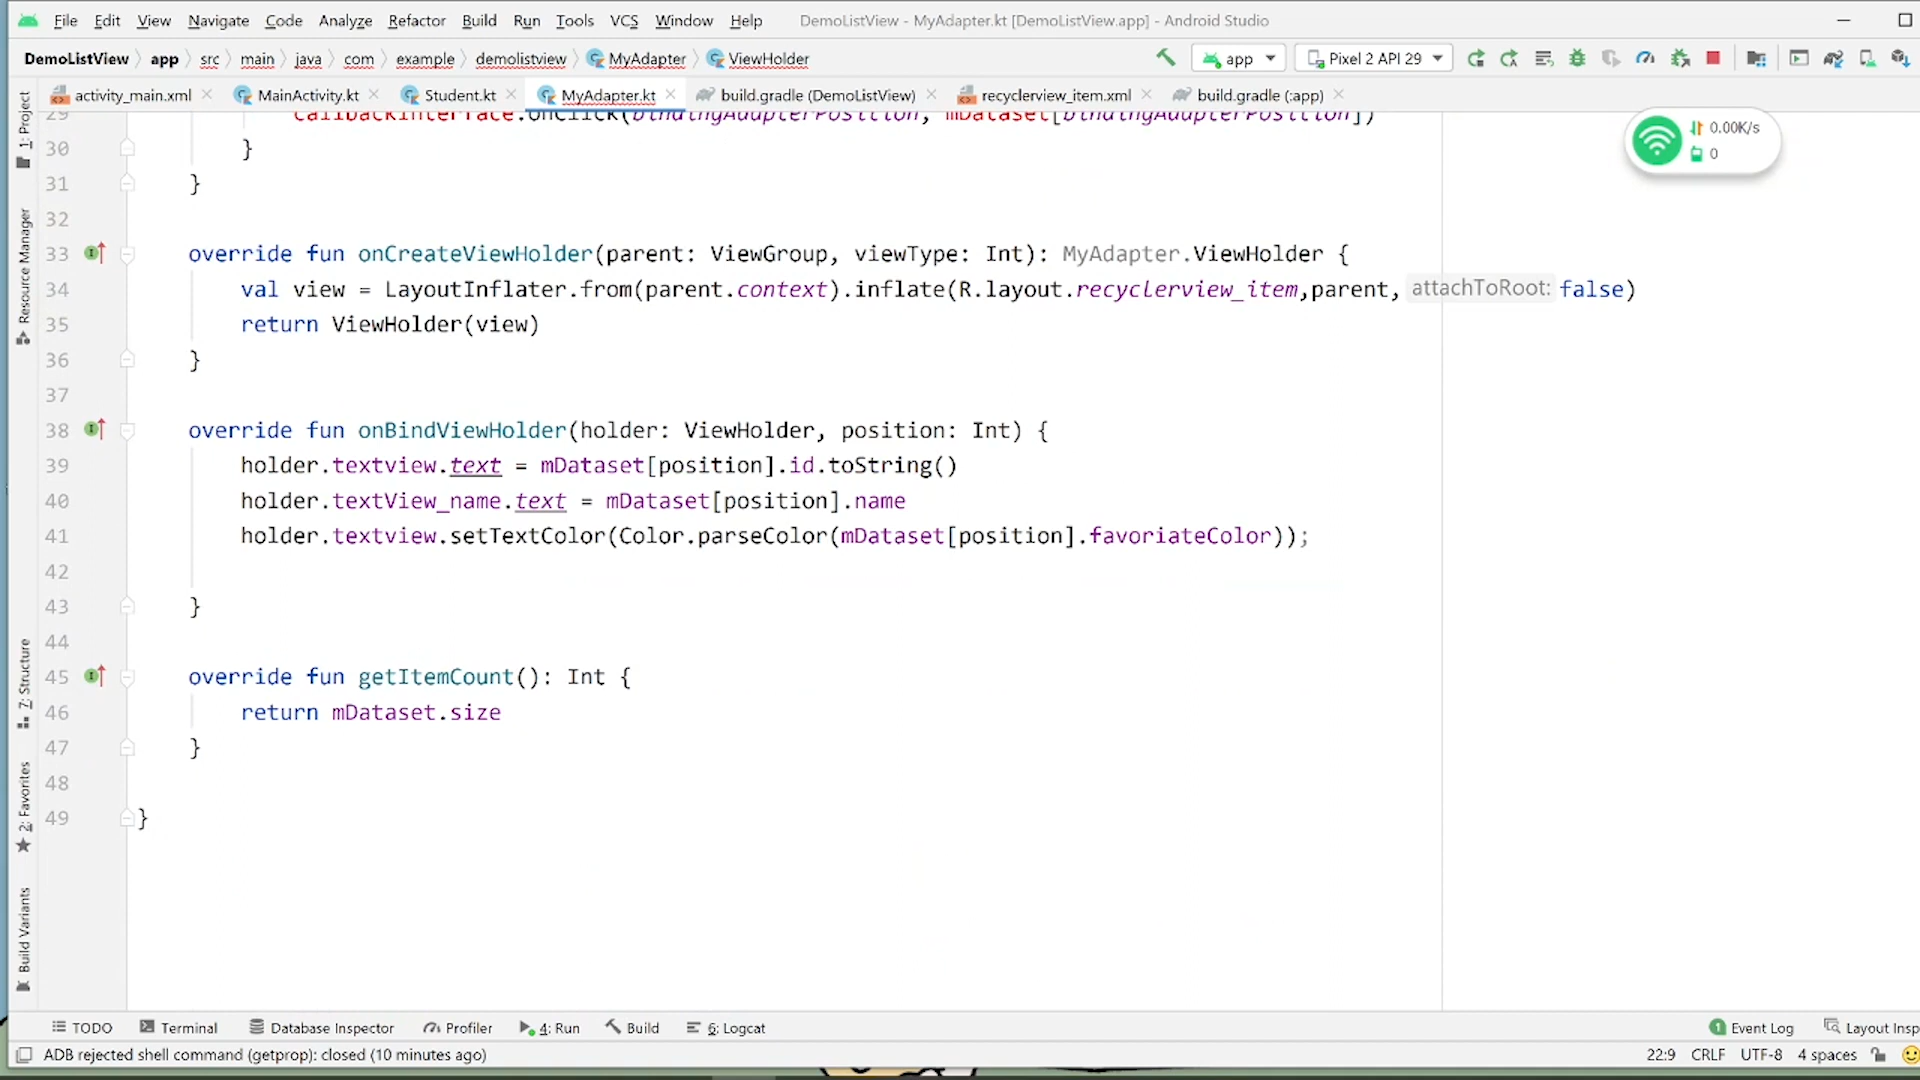 File Edit View Navigate Code Analyze Refactor Build Run Tools VCS Window Help DemoListView - MyAdapter.kt [DemoListView.app] - Android Studio
DemoListView app src main java com example demolistview MyAdapter ViewHolder app Pixel 2 API 29
activity_main.xml MainActivity.kt Student.kt MyAdapter.kt build.gradle (DemoListView) recyclerview_item.xml build.gradle (:app)
1: Project
Resource Manager
7: Structure
2: Favorites
Build Variants
0.00K/s
0
29 callbackInterface.onClick(bindingAdapterPosition, mDataset[bindingAdapterPosition])
30 }
31 }
32
33 override fun onCreateViewHolder(parent: ViewGroup, viewType: Int): MyAdapter.ViewHolder {
34 val view = LayoutInflater.from(parent.context).inflate(R.layout.recyclerview_item,parent, attachToRoot: false)
35 return ViewHolder(view)
36 }
37
38 override fun onBindViewHolder(holder: ViewHolder, position: Int) {
39 holder.textview.text = mDataset[position].id.toString()
40 holder.textView_name.text = mDataset[position].name
41 holder.textview.setTextColor(Color.parseColor(mDataset[position].favoriateColor));
42
43 }
44
45 override fun getItemCount(): Int {
46 return mDataset.size
47 }
48
49 }
TODO Terminal Database Inspector Profiler 4: Run Build 6: Logcat 1 Event Log Layout Insp
ADB rejected shell command (getprop): closed (10 minutes ago) 22:9 CRLF UTF-8 4 spaces